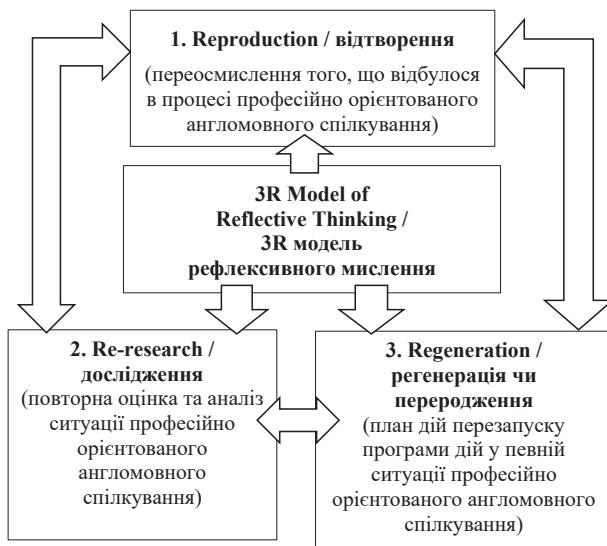 1. Reproduction / відтворення
(переосмислення того, що відбулося
в процесі професійно орієнтованого
англомовного спілкування)
3R Model of
Reflective Thinking /
3R модель
рефлексивного мислення
2. Re-research /
дослідження
(повторна оцінка та аналіз
ситуації професійно
орієнтованого
англомовного
спілкування)
3. Regeneration /
регенерація чи
переродження
(план дій перезапуску
програми дій у певній
ситуації професійно
орієнтованого англомовного
спілкування)